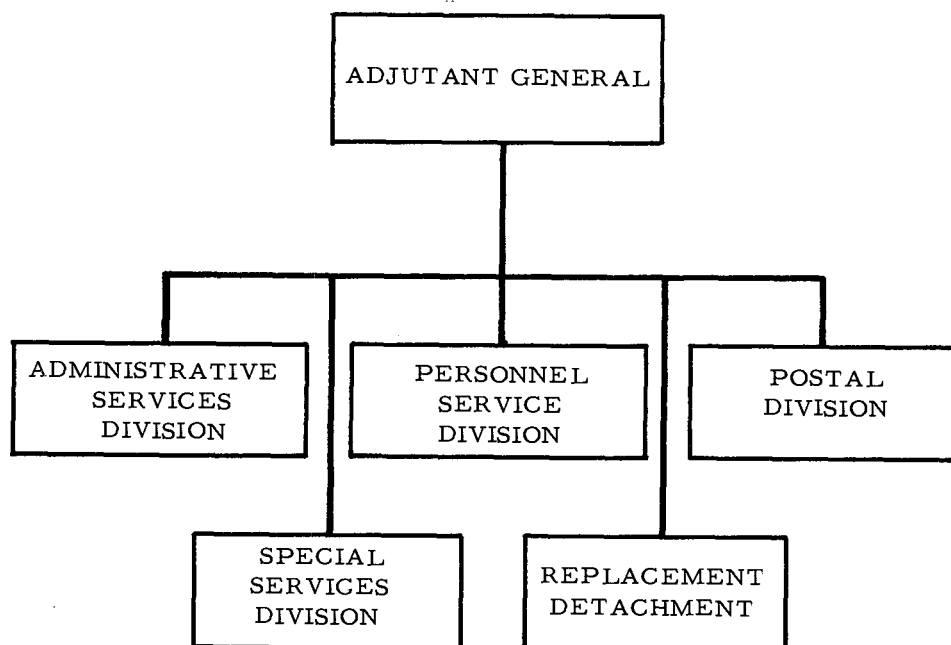 ADJUTANT GENERAL
ADMINISTRATIVE
SERVICES
DIVISION
PERSONNEL
SERVICE
DIVISION
POSTAL
DIVISION
SPECIAL
SERVICES
DIVISION
REPLACEMENT
DETACHMENT